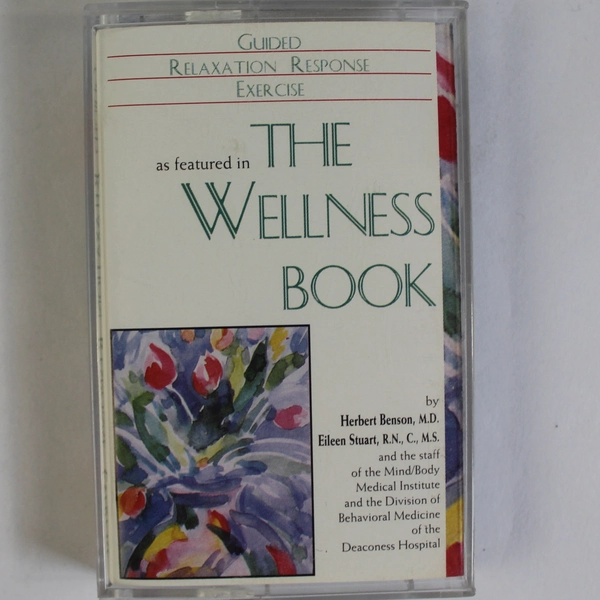 GUIDED
RELAXATION RESPONSE
EXERCISE
as featured in THE
WELLNESS
BOOK
by
Herbert Benson, M.D.
Eileen Stuart, R.N., C., M.S.
and the staff
of the Mind/Body
Medical Institute
and the Division of
Behavioral Medicine
of the
Deaconess Hospital